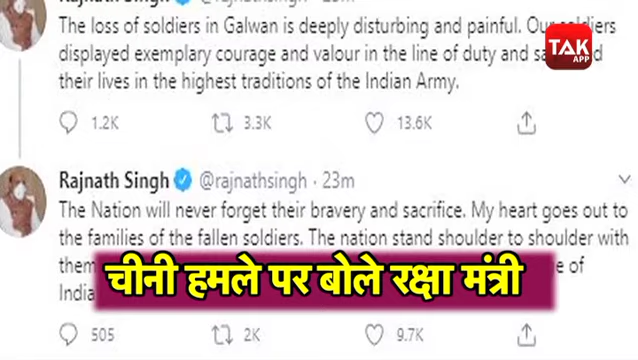 Rajnath Singh @rajnathsingh · 23m
The loss of soldiers in Galwan is deeply disturbing and painful. Our soldiers
displayed exemplary courage and valour in the line of duty and
their lives in the highest traditions of the Indian Army.
1.2K 3.3K 13.6K
TAK
APP
Rajnath Singh @rajnathsingh · 23m
The Nation will never forget their bravery and sacrifice. My heart goes out to
the families of the fallen soldiers. The nation stand shoulder to shoulder with
them
of
India
चीनी हमले पर बोले रक्षा मंत्री
505 2K 9.7K